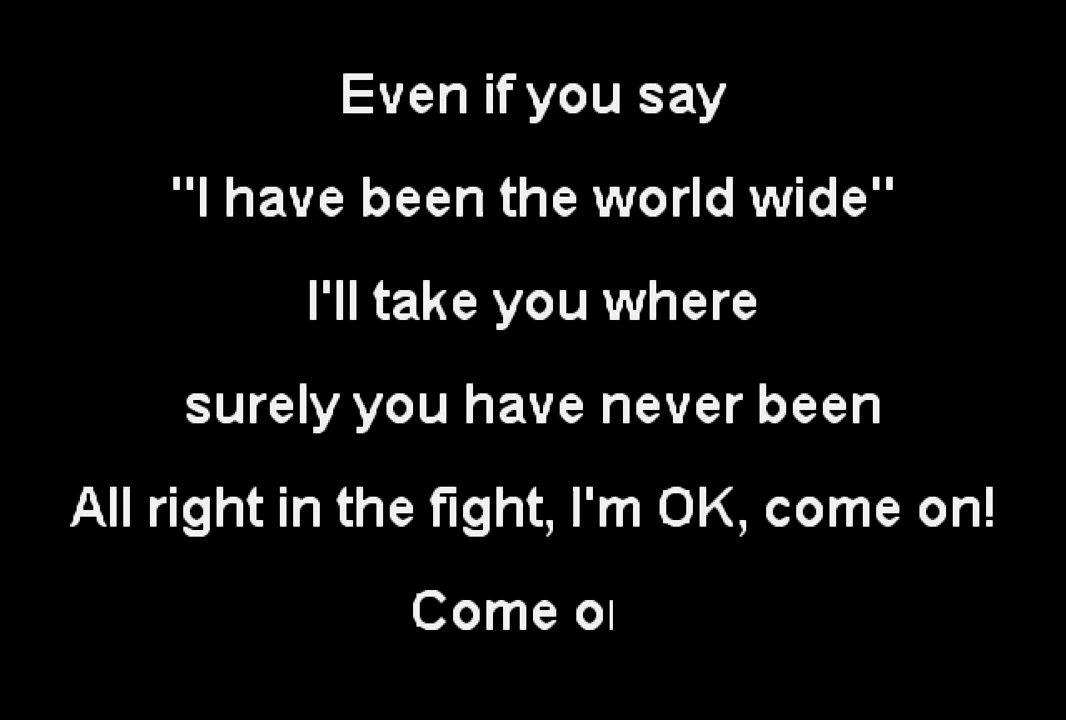 Even if you say
"I have been the world wide"
I'll take you where
surely you have never been
All right in the fight, I'm OK, come on!
Come o